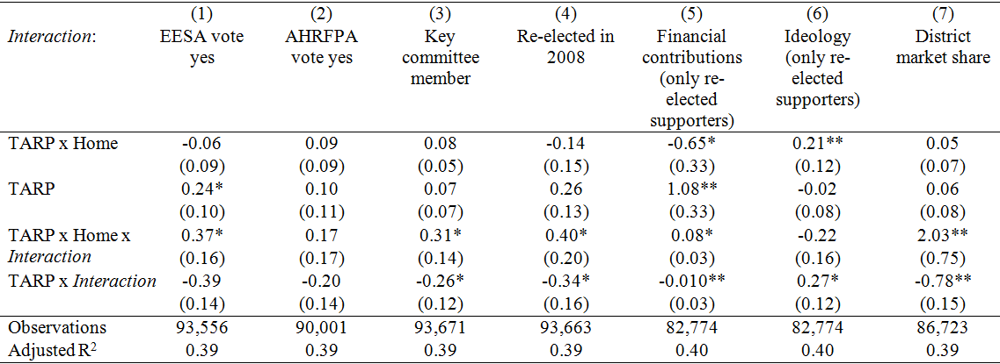 (1) (2) (3) (4) (5) (6) (7)
Interaction: EESA vote yes AHRFPA vote yes Key committee member Re-elected in 2008 Financial contributions (only re-elected supporters) Ideology (only re-elected supporters) District market share
TARP x Home -0.06 0.09 0.08 -0.14 -0.65* 0.21** 0.05
(0.09) (0.09) (0.05) (0.15) (0.33) (0.12) (0.07)
TARP 0.24* 0.10 0.07 0.26 1.08** -0.02 0.06
(0.10) (0.11) (0.07) (0.13) (0.33) (0.08) (0.08)
TARP x Home x 0.37* 0.17 0.31* 0.40* 0.08* -0.22 2.03**
Interaction (0.16) (0.17) (0.14) (0.20) (0.03) (0.16) (0.75)
TARP x Interaction -0.39 -0.20 -0.26* -0.34* -0.010** 0.27* -0.78**
(0.14) (0.14) (0.12) (0.16) (0.03) (0.12) (0.15)
Observations 93,556 90,001 93,671 93,663 82,774 82,774 86,723
Adjusted R² 0.39 0.39 0.39 0.39 0.40 0.40 0.39